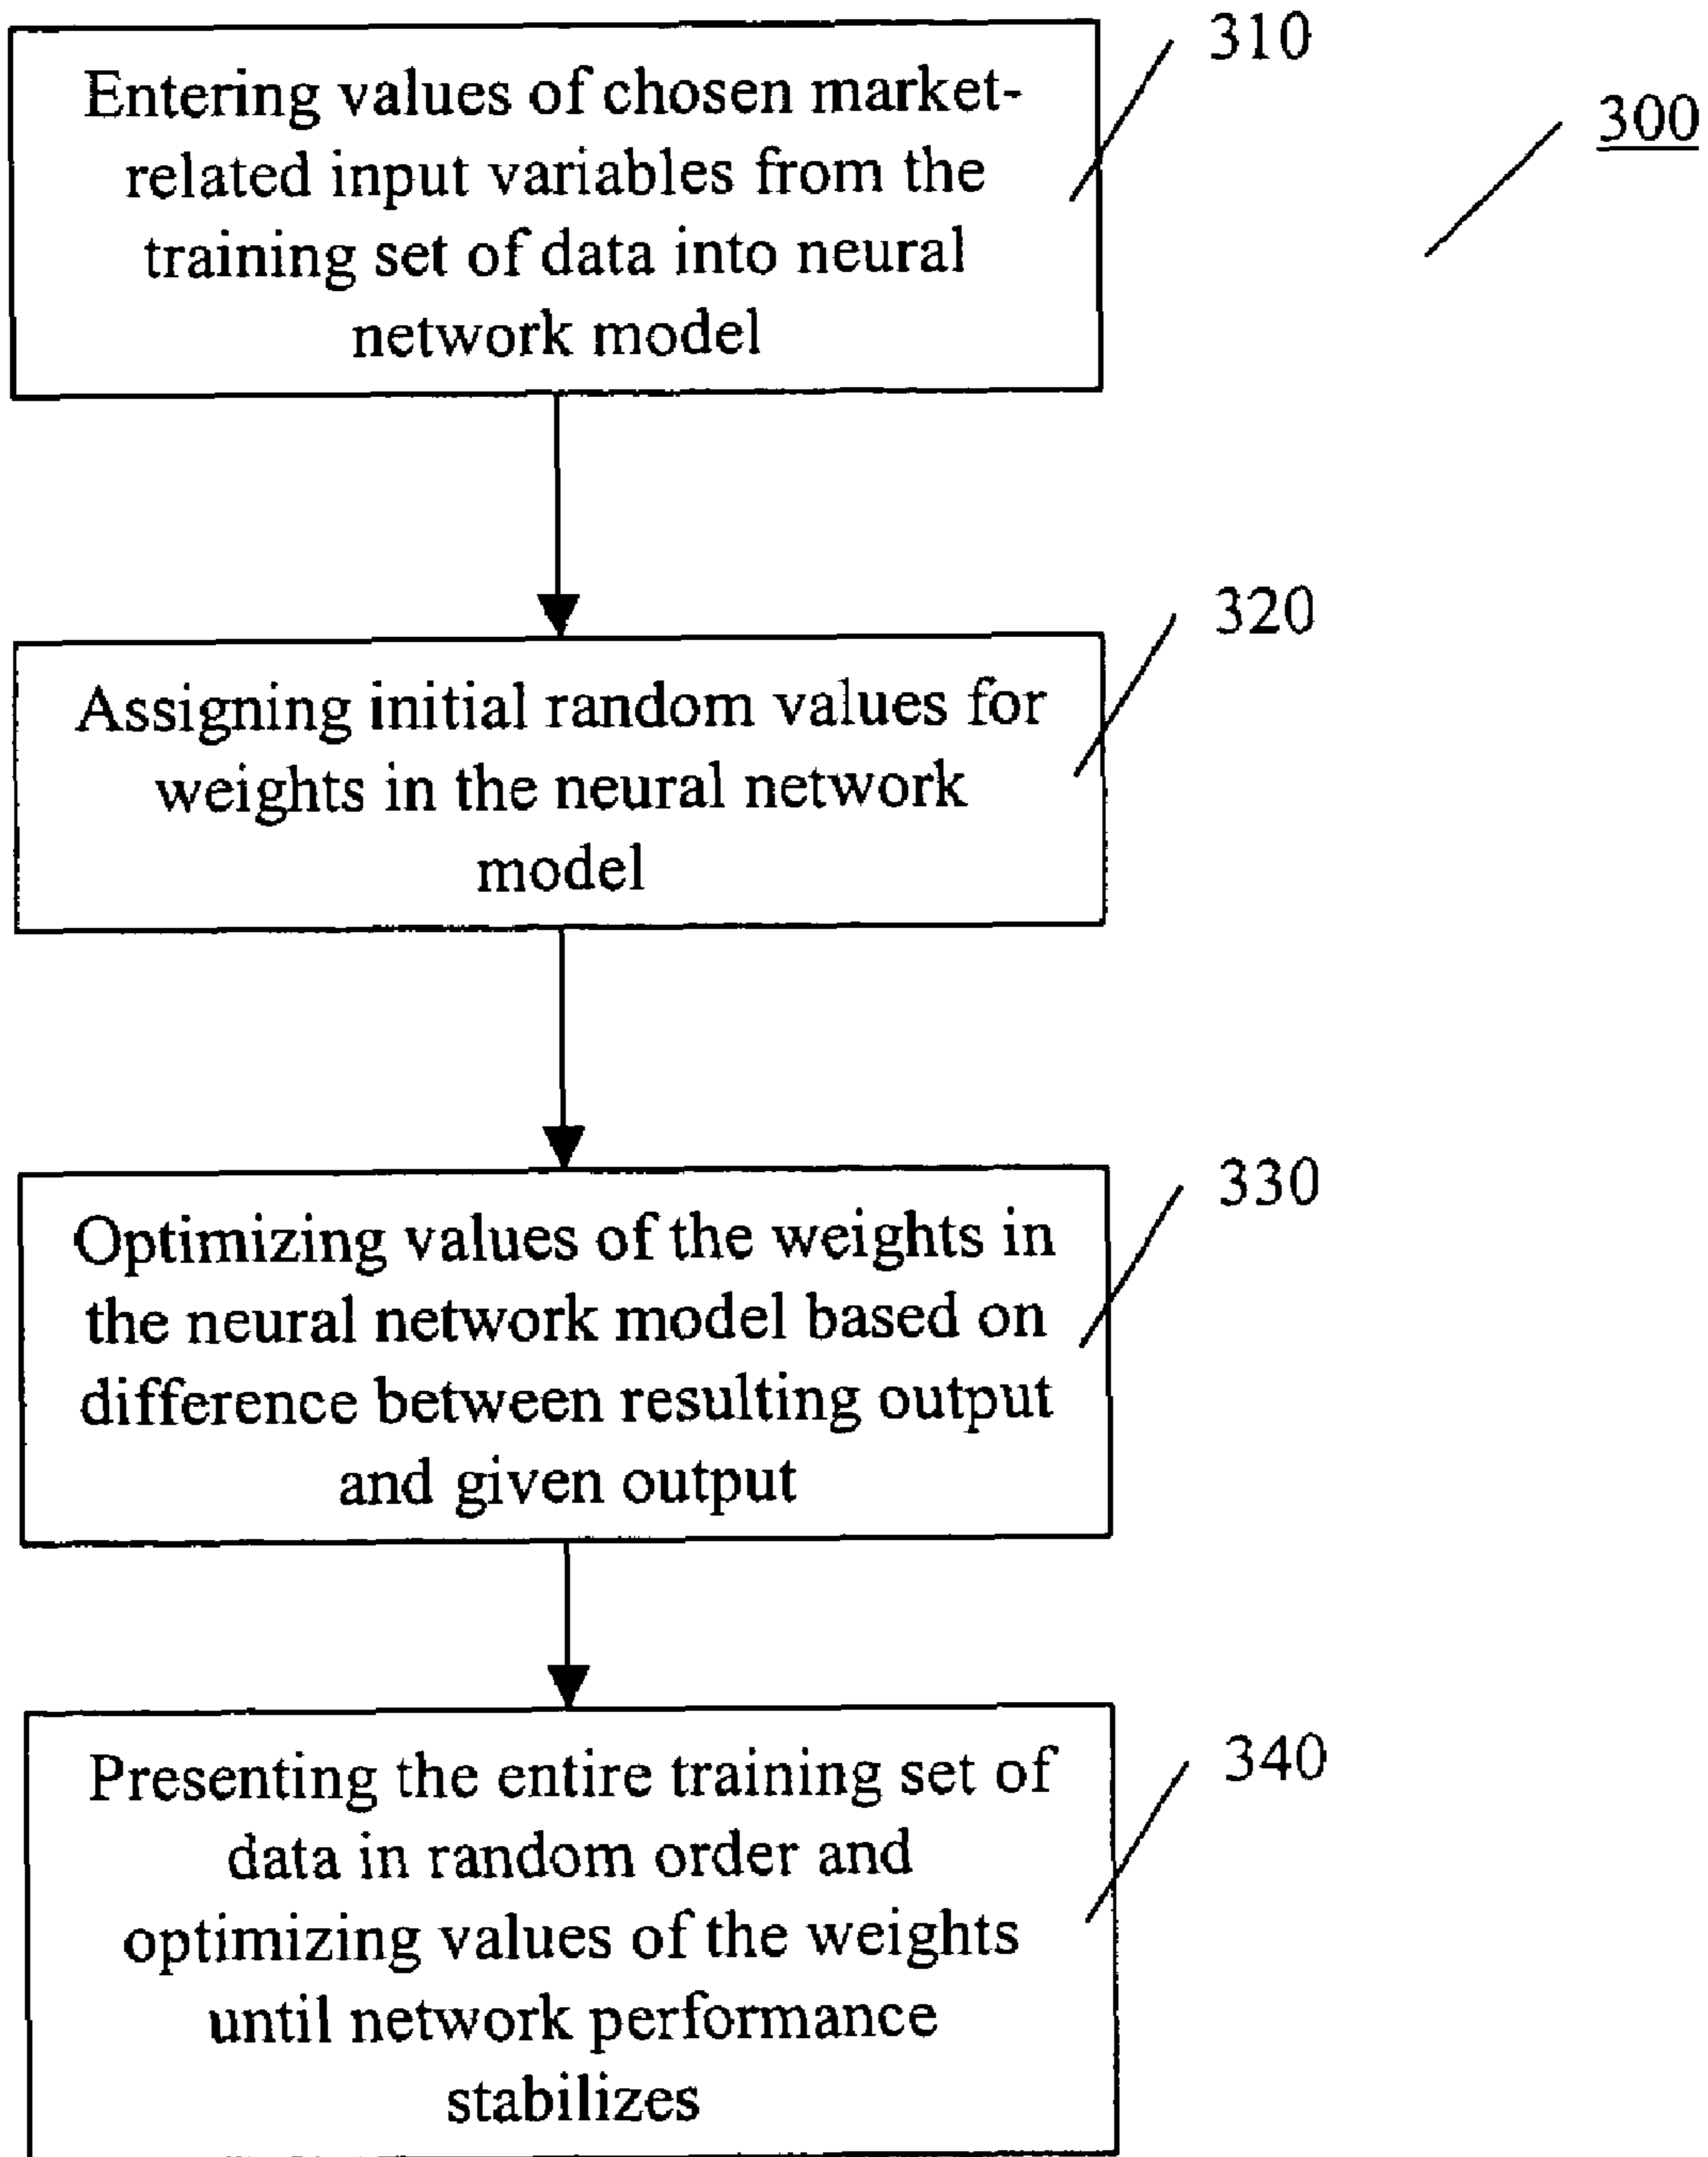 310
300
Entering values of chosen market-
related input variables from the
training set of data into neural
network model
320
Assigning initial random values for
weights in the neural network
model
330
Optimizing values of the weights in
the neural network model based on
difference between resulting output
and given output
340
Presenting the entire training set of
data in random order and
optimizing values of the weights
until network performance
stabilizes